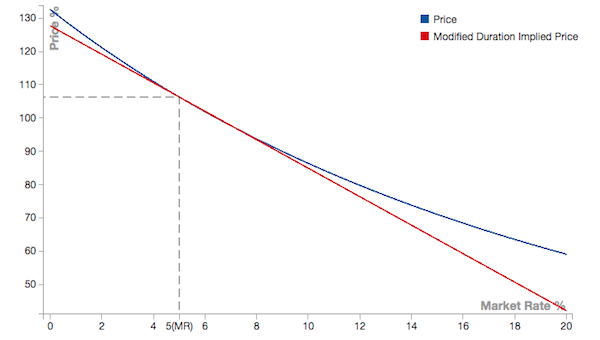 Price %
130
120
110
100
90
80
70
60
50
Price
Modified Duration Implied Price
Market Rate %
0 2 4 5(MR) 6 8 10 12 14 16 18 20